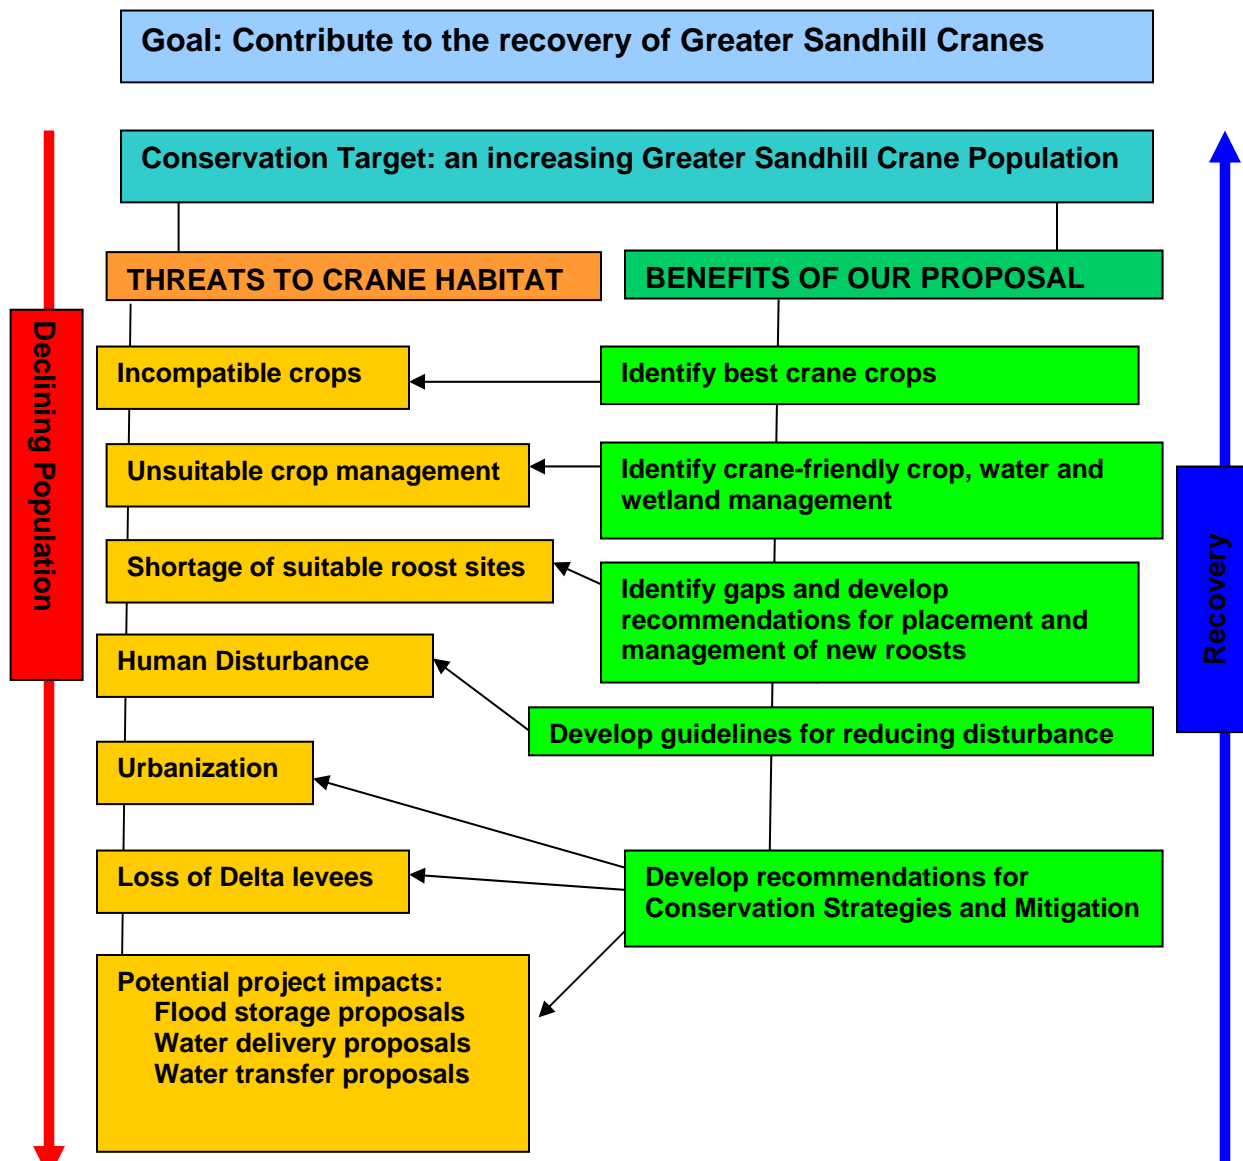 Goal: Contribute to the recovery of Greater Sandhill Cranes
Conservation Target: an increasing Greater Sandhill Crane Population
THREATS TO CRANE HABITAT
BENEFITS OF OUR PROPOSAL
Declining Population
Incompatible crops
Identify best crane crops
Unsuitable crop management
Identify crane-friendly crop, water and
wetland management
Shortage of suitable roost sites
Identify gaps and develop
recommendations for placement and
management of new roosts
Recovery
Human Disturbance
Develop guidelines for reducing disturbance
Urbanization
Loss of Delta levees
Develop recommendations for
Conservation Strategies and Mitigation
Potential project impacts:
Flood storage proposals
Water delivery proposals
Water transfer proposals